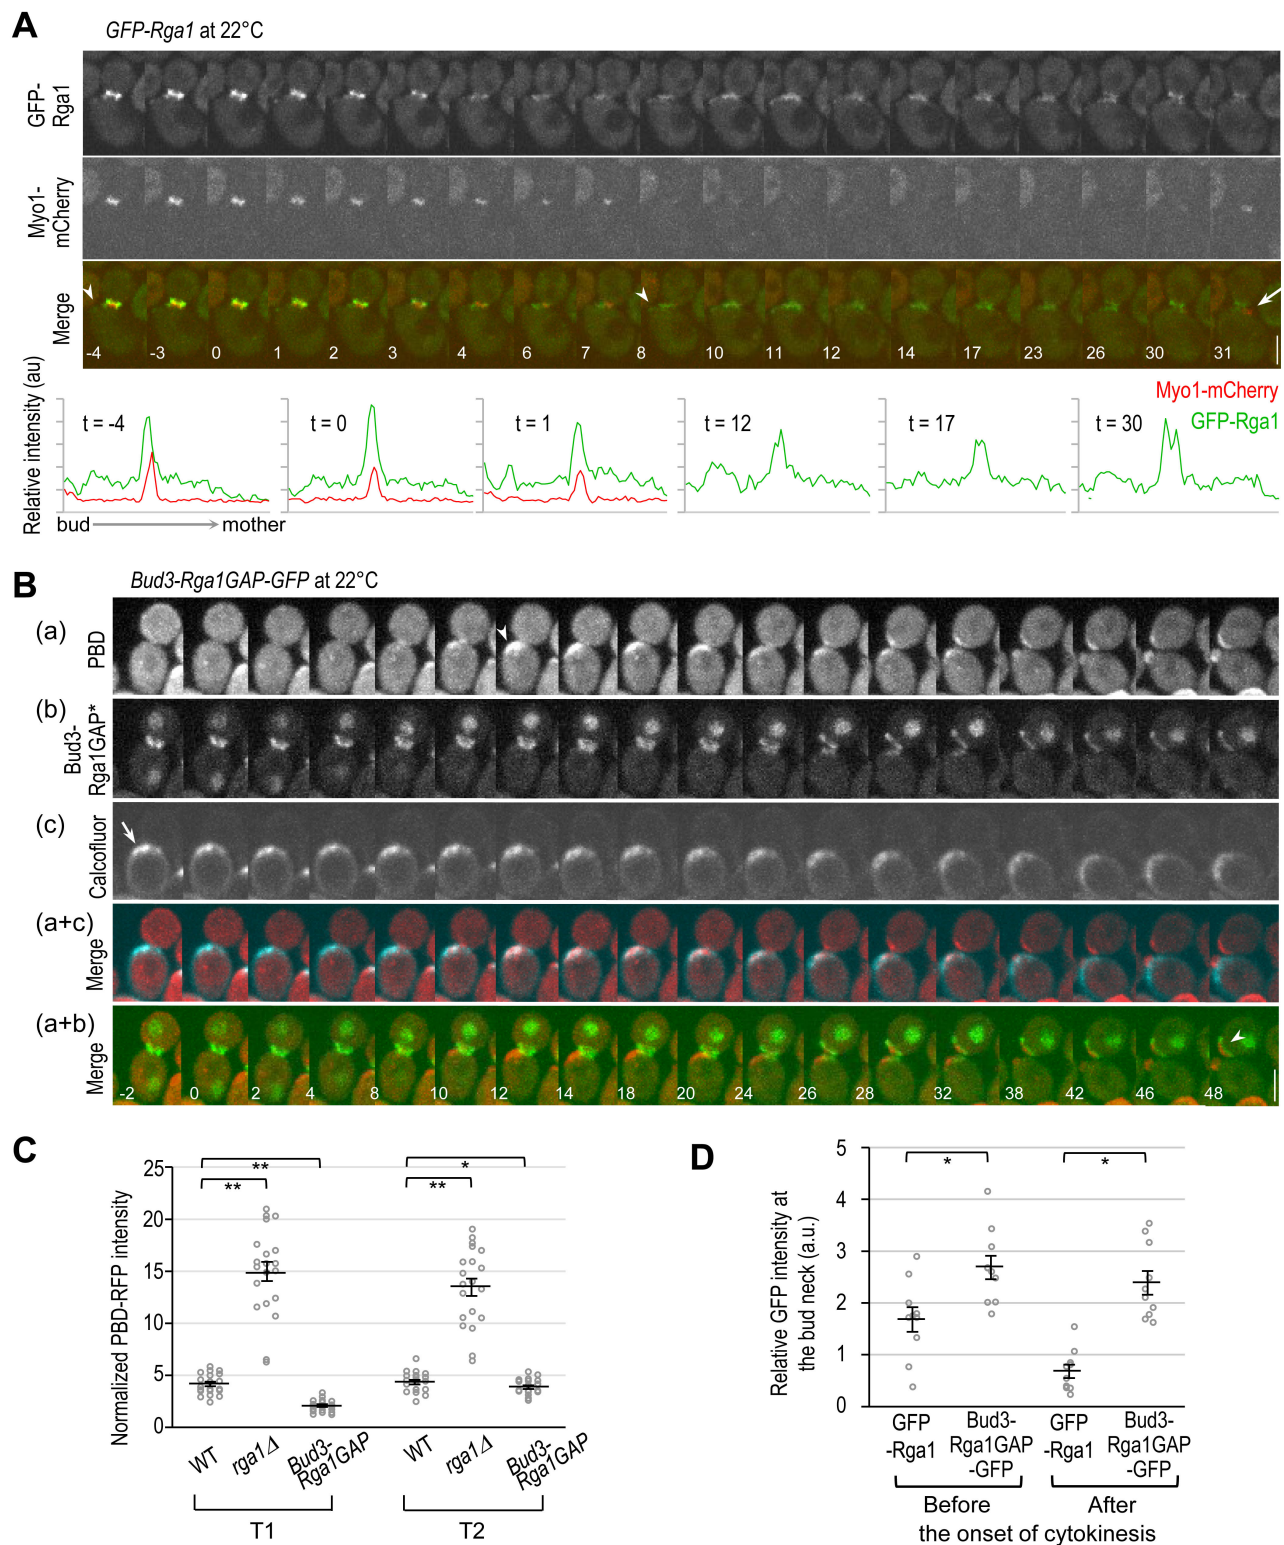 A
GFP-Rga1 at 22°C
GFP-
Rga1
Myo1-
mCherry
Merge
-4 -3 0 1 2 3 4 6 7 8 10 11 12 14 17 23 26 30 31
Relative intensity (au)
Myo1-mCherry
GFP-Rga1
t = -4 t = 0 t = 1 t = 12 t = 17 t = 30
bud mother
B
Bud3-Rga1GAP-GFP at 22°C
(a)
PBD
(b)
Bud3-
Rga1GAP*
(c)
Calcofluor
(a+c)
Merge
(a+b)
Merge
-2 0 2 4 8 10 12 14 18 20 24 26 28 32 38 42 46 48
C
Normalized PBD-RFP intensity
25
20
15
10
5
0
** ** ** *
WT rga1Δ Bud3-
Rga1GAP
WT rga1Δ Bud3-
Rga1GAP
T1 T2
D
Relative GFP intensity at
the bud neck (a.u.)
5
4
3
2
1
0
* *
GFP
-Rga1
Bud3-
Rga1GAP
-GFP
GFP
-Rga1
Bud3-
Rga1GAP
-GFP
Before After
the onset of cytokinesis